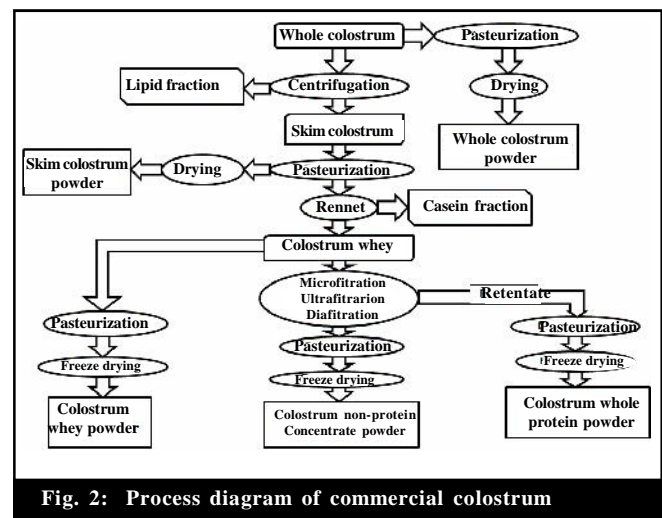 Whole colostrum
Pasteurization
Lipid fraction
Centrifugation
Drying
Skim colostrum
Whole colostrum
powder
Skim colostrum
powder
Drying
Pasteurization
Rennet
Casein fraction
Colostrum whey
Microfitration
Ultrafitrarion
Diafitration
Retentate
Pasteurization
Pasteurization
Pasteurization
Freeze drying
Freeze drying
Freeze drying
Colostrum
whey powder
Colostrum non-protein
Concentrate powder
Colostrum whole
protein powder
Fig. 2: Process diagram of commercial colostrum